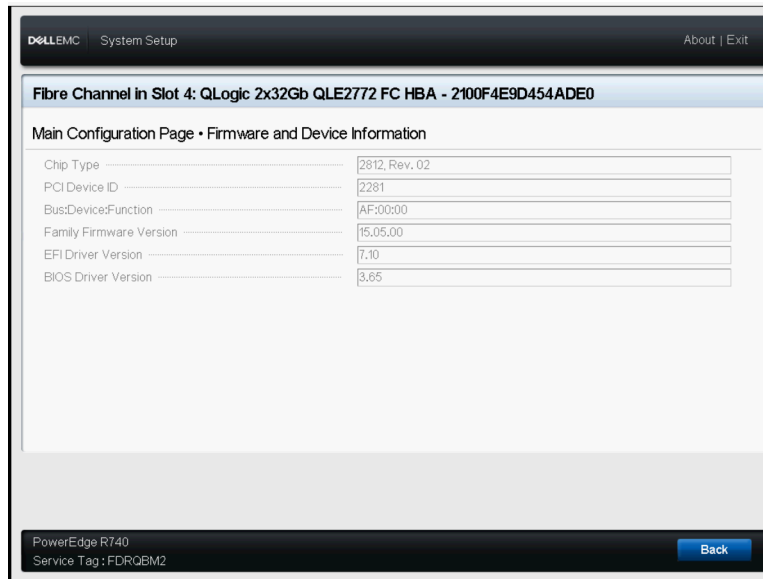 DELLEMC System Setup About | Exit
Fibre Channel in Slot 4: QLogic 2x32Gb QLE2772 FC HBA - 2100F4E9D454ADE0
Main Configuration Page • Firmware and Device Information
Chip Type 2812, Rev. 02
PCI Device ID 2281
Bus:Device:Function AF:00:00
Family Firmware Version 15.05.00
EFI Driver Version 7.10
BIOS Driver Version 3.65
PowerEdge R740
Service Tag : FDRQBM2
Back